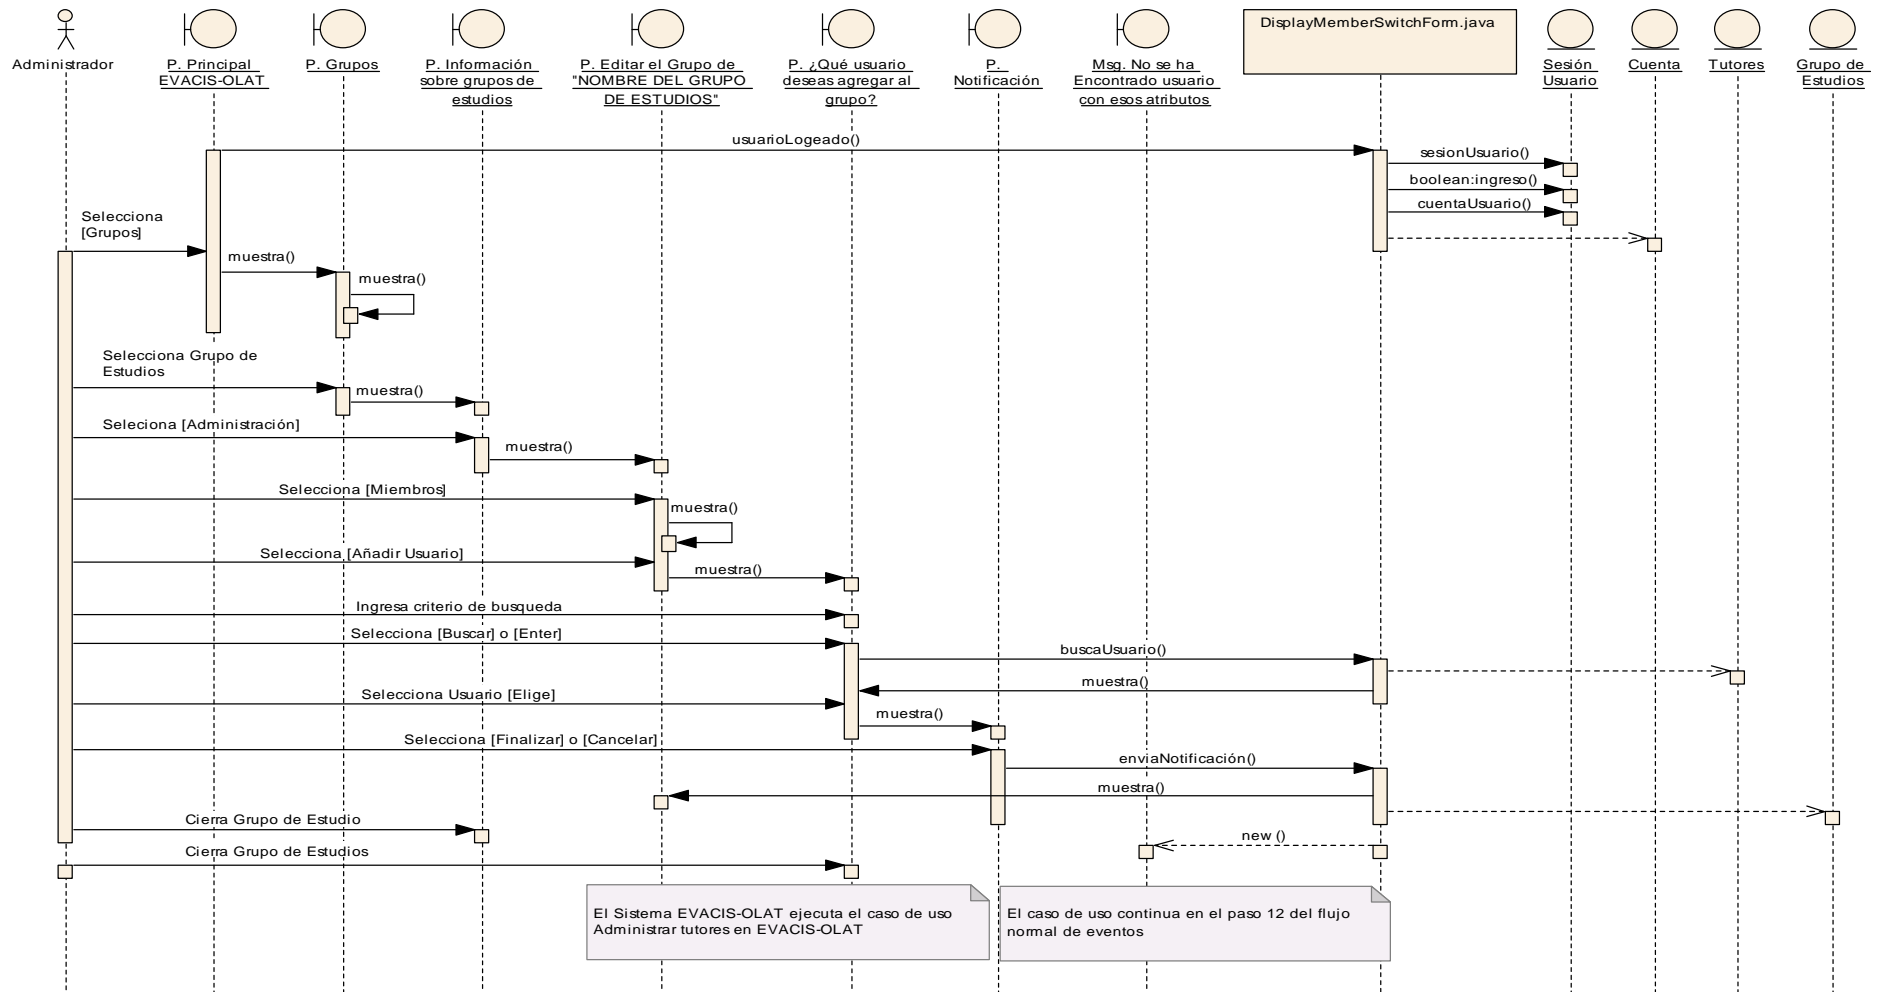 Administrador
P. Principal
EVACIS-OLAT
P. Grupos
P. Información
sobre grupos de
estudios
P. Editar el Grupo de
"NOMBRE DEL GRUPO
DE ESTUDIOS"
P. ¿Qué usuario
deseas agregar al
grupo?
P.
Notificación
Msg. No se ha
Encontrado usuario
con esos atributos
DisplayMemberSwitchForm.java
Sesión
Usuario
Cuenta
Tutores
Grupo de
Estudios
usuarioLogeado()
sesionUsuario()
boolean:ingreso()
cuentaUsuario()
Selecciona
[Grupos]
muestra()
muestra()
Selecciona Grupo de
Estudios
muestra()
Seleciona [Administración]
muestra()
Selecciona [Miembros]
muestra()
Selecciona [Añadir Usuario]
muestra()
Ingresa criterio de busqueda
Selecciona [Buscar] o [Enter]
buscaUsuario()
muestra()
Selecciona Usuario [Elige]
muestra()
Selecciona [Finalizar] o [Cancelar]
enviaNotificación()
muestra()
Cierra Grupo de Estudio
new ()
Cierra Grupo de Estudios
El Sistema EVACIS-OLAT ejecuta el caso de uso
Administrar tutores en EVACIS-OLAT
El caso de uso continua en el paso 12 del flujo
normal de eventos